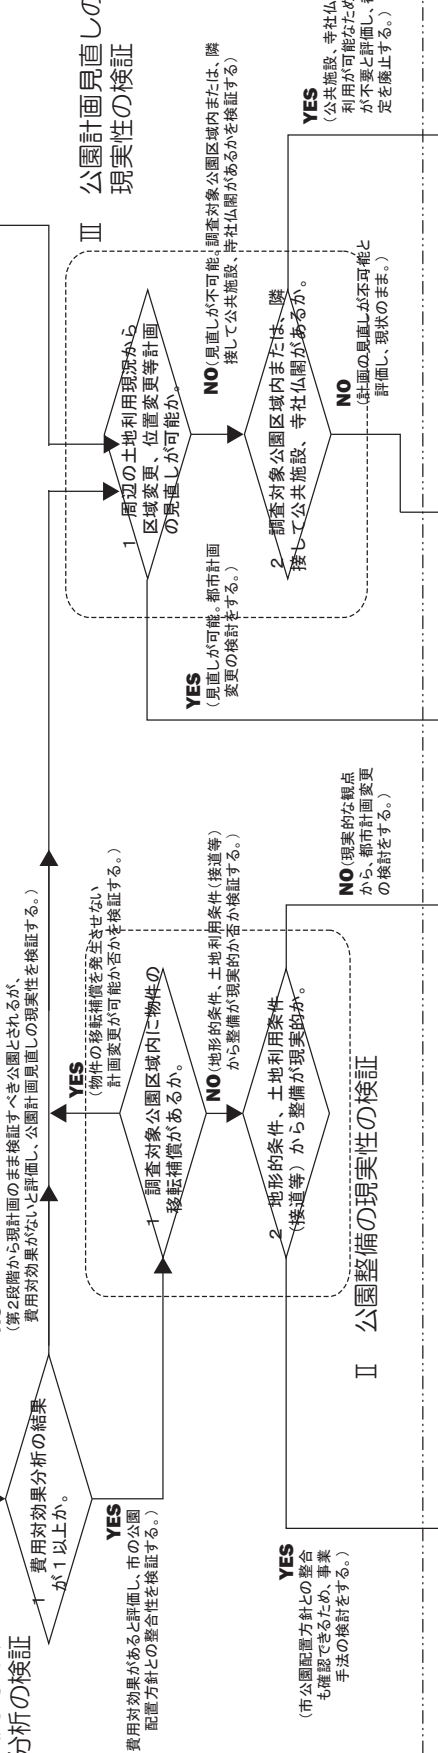 分析の検証
1 費用対効果分析の結果
が1以上か。
(第2段階から現計画のまま検証すべき公園とされるが、
費用対効果がないと評価し、公園計画見直しの現実性を検証する。)
YES
費用対効果があると評価し、市の公園
配置方針との整合性を検証する。)
Ⅱ 公園整備の現実性の検証
1 調査対象公園区域内に物件の
移転補償があるか。
YES
(物件の移転補償を発生させない
計画変更が可能か否かを検証する。)
NO(地形的条件、土地利用条件(接道等)
から整備が現実的か否か検証する。)
2 地形的条件、土地利用条件
(接道等)から整備が現実的か。
YES
(市公園配置方針との整合
も確認できるため、事業
手法の検討をする。)
NO(現実的な観点
から、都市計画変更
の検討をする。)
Ⅲ 公園計画見直しの
現実性の検証
1 周辺の土地利用現況から
区域変更、位置変更等計画
の見直しが可能か。
YES
(見直しが可能。都市計画
変更の検討をする。)
NO(見直しが不可能。調査対象公園区域内または、隣
接して公共施設、寺社仏閣があるかを検証する)
2 調査対象公園区域内または、隣
接して公共施設、寺社仏閣があるか。
YES
(公共施設、寺社仏
利用が可能なため
が不要と評価し、
定を廃止する。)
NO
(計画の見直しが不可能と
評価し、現状のまま。)